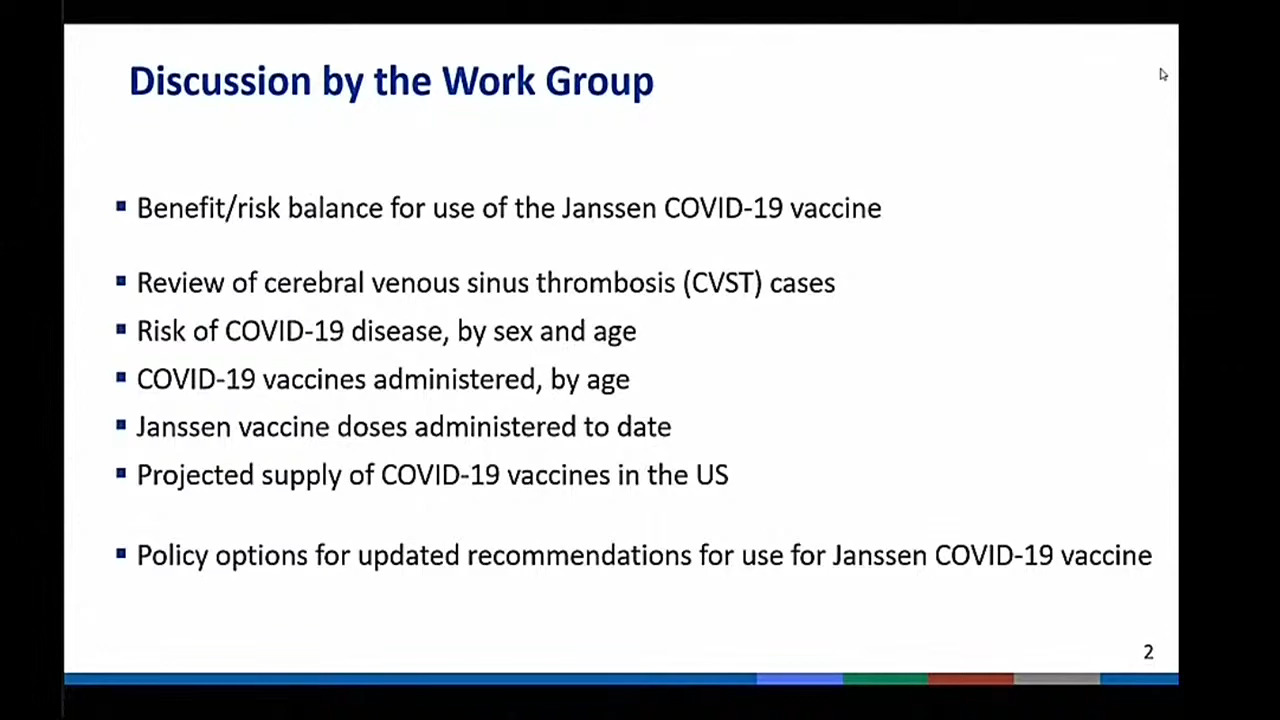 Discussion by the Work Group
▪ Benefit/risk balance for use of the Janssen COVID-19 vaccine
▪ Review of cerebral venous sinus thrombosis (CVST) cases
▪ Risk of COVID-19 disease, by sex and age
▪ COVID-19 vaccines administered, by age
▪ Janssen vaccine doses administered to date
▪ Projected supply of COVID-19 vaccines in the US
▪ Policy options for updated recommendations for use for Janssen COVID-19 vaccine
2